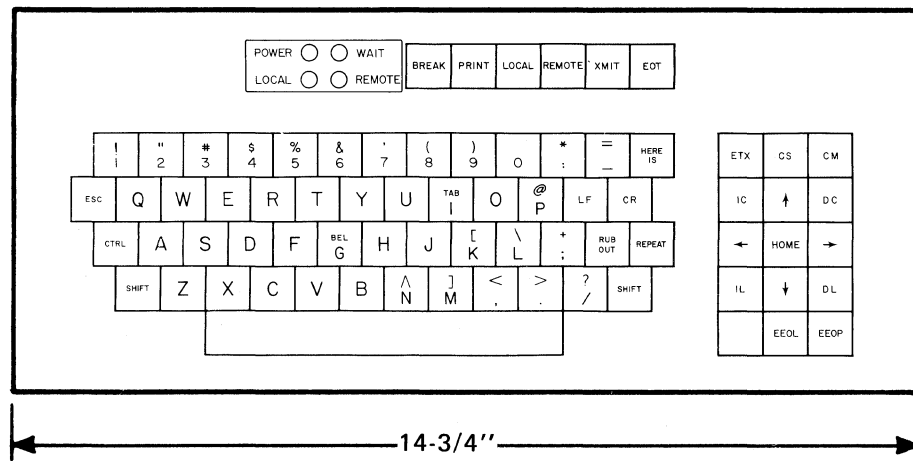 POWER WAIT
LOCAL REMOTE
BREAK PRINT LOCAL REMOTE XMIT EOT
! " # $ % & ' ( ) * = HERE IS
1 2 3 4 5 6 7 8 9 0 : —
ESC Q W E R T Y U TAB I O @ P LF CR
CTRL A S D F BEL G H J [ K \ L + ; RUB OUT REPEAT
SHIFT Z X C V B ^ N ] M < , > . ? / SHIFT
ETX CS CM
IC ↑ DC
← HOME →
IL ↓ DL
EEOL EEOP
14-3/4''